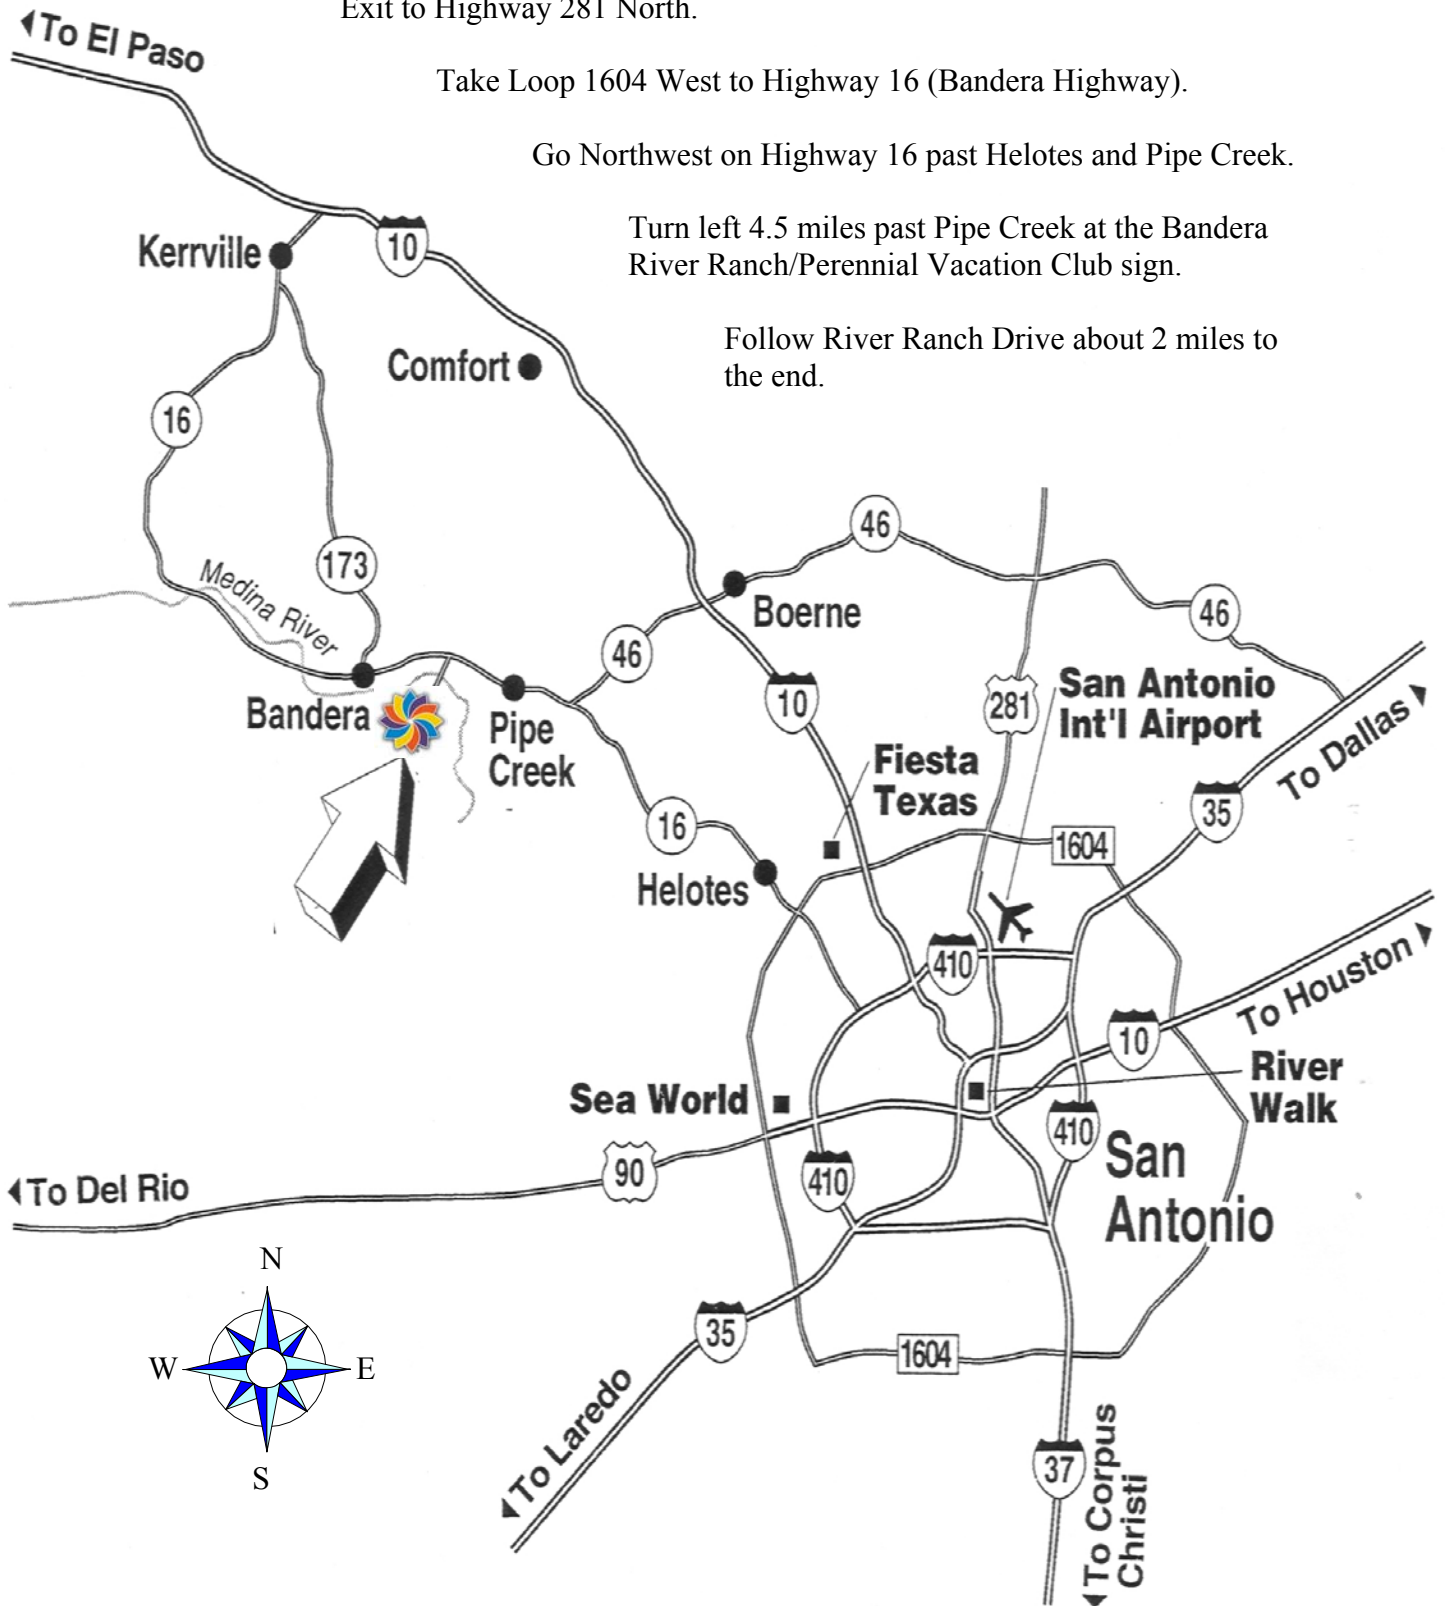 Exit to Highway 281 North.
To El Paso
Take Loop 1604 West to Highway 16 (Bandera Highway).
Go Northwest on Highway 16 past Helotes and Pipe Creek.
Turn left 4.5 miles past Pipe Creek at the Bandera
River Ranch/Perennial Vacation Club sign.
Kerrville
10
Follow River Ranch Drive about 2 miles to
the end.
Comfort
16
46
173
Medina River
Boerne
46
46
Bandera
Pipe
Creek
10
281
San Antonio
Int'l Airport
To Dallas
Fiesta
Texas
35
16
1604
Helotes
410
To Houston
10
River
Walk
Sea World
410
San
Antonio
90
410
To Del Rio
N
W
E
S
35
1604
To Laredo
37
To Corpus
Christi